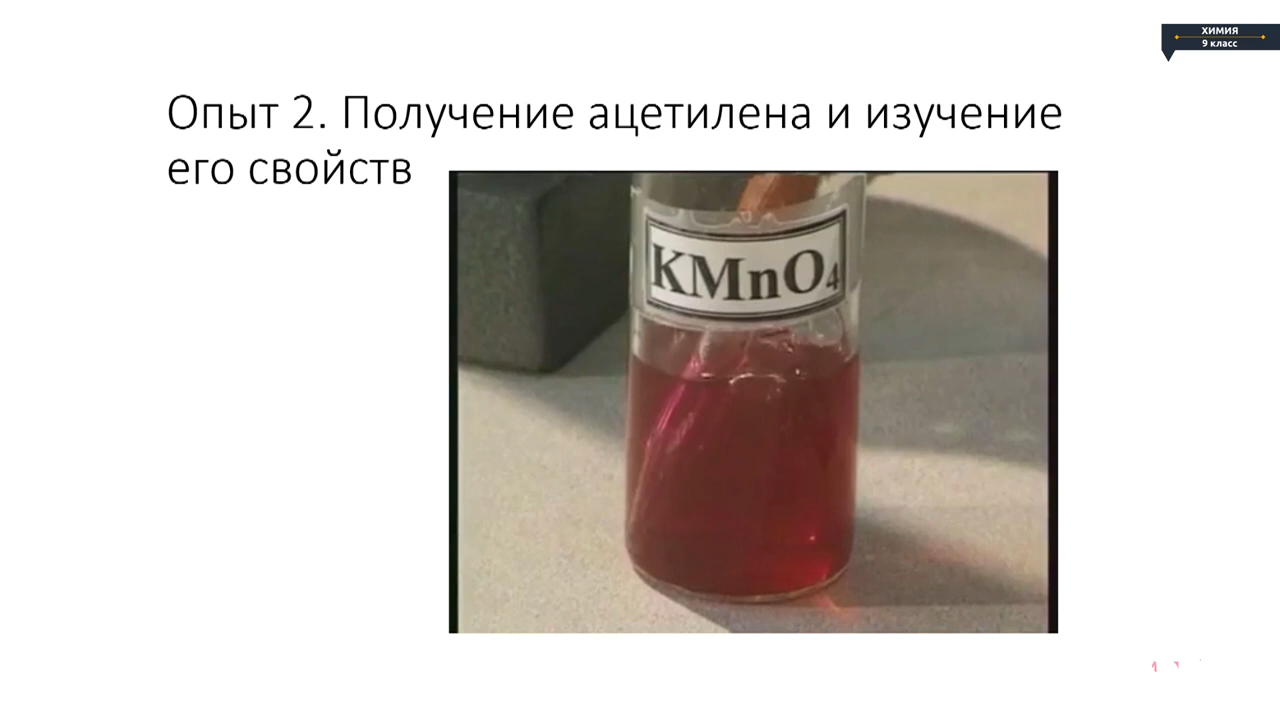 ХИМИЯ
9 класс
Опыт 2. Получение ацетилена и изучение
его свойств
KMnO₄